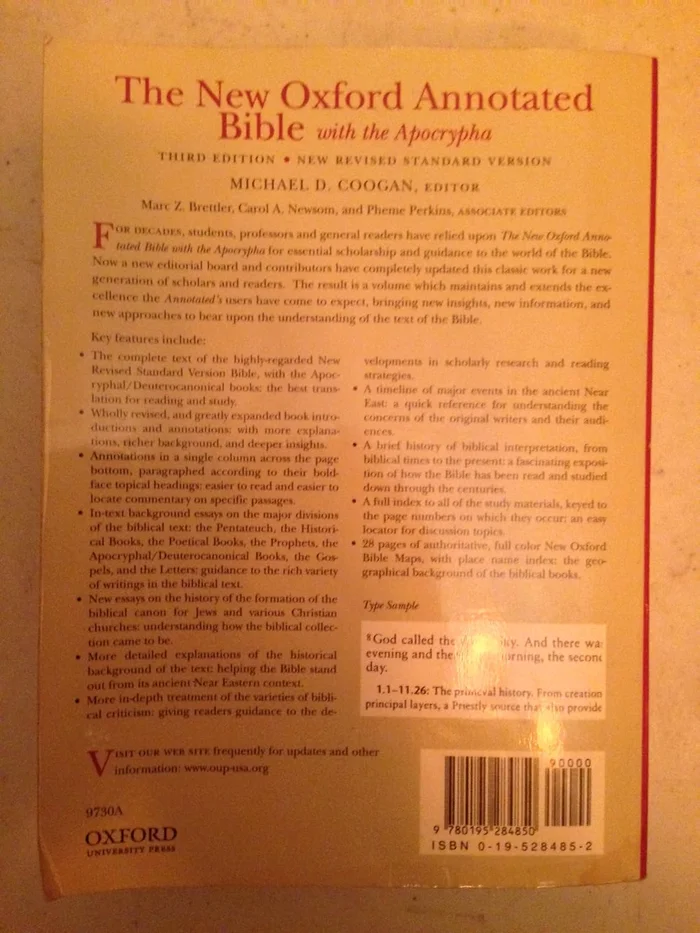 The New Oxford Annotated
Bible with the Apocrypha
THIRD EDITION • NEW REVISED STANDARD VERSION
MICHAEL D. COOGAN, EDITOR
Marc Z. Brettler, Carol A. Newsom, and Pheme Perkins, ASSOCIATE EDITORS
FOR DECADES, students, professors and general readers have relied upon The New Oxford Anno-
tated Bible with the Apocrypha for essential scholarship and guidance to the world of the Bible.
Now a new editorial board and contributors have completely updated this classic work for a new
generation of scholars and readers. The result is a volume which maintains and extends the ex-
cellence the Annotated's users have come to expect, bringing new insights, new information, and
new approaches to bear upon the understanding of the text of the Bible.
Key features include:
• The complete text of the highly-regarded New
Revised Standard Version Bible, with the Apoc-
ryphal/Deuterocanonical books: the best trans-
lation for reading and study.
• Wholly revised, and greatly expanded book intro-
ductions and annotations: with more explana-
tions, richer background, and deeper insights.
• Annotations in a single column across the page
bottom, paragraphed according to their bold-
face topical headings: easier to read and easier to
locate commentary on specific passages.
• In-text background essays on the major divisions
of the biblical text: the Pentateuch, the Histori-
cal Books, the Poetical Books, the Prophets, the
Apocryphal/Deuterocanonical Books, the Gos-
pels, and the Letters: guidance to the rich variety
of writings in the biblical text.
• New essays on the history of the formation of the
biblical canon for Jews and various Christian
churches: understanding how the biblical collec-
tion came to be.
• More detailed explanations of the historical
background of the text: helping the Bible stand
out from its ancient Near Eastern context.
• More in-depth treatment of the varieties of bibli-
cal criticism: giving readers guidance to the de-
velopments in scholarly research and reading
strategies.
• A timeline of major events in the ancient Near
East: a quick reference for understanding the
concerns of the original writers and their audi-
ences.
• A brief history of biblical interpretation, from
biblical times to the present: a fascinating exposi-
tion of how the Bible has been read and studied
down through the centuries.
• A full index to all of the study materials, keyed to
the page numbers on which they occur: an easy
locator for discussion topics.
• 28 pages of authoritative, full color New Oxford
Bible Maps, with place name index: the geo-
graphical background of the biblical books.
Type Sample
8God called the Sky. And there wa
evening and the morning, the second
day.
1.1–11.26: The primeval history. From creation
principal layers, a Priestly source that also provide
VISIT OUR WEB SITE frequently for updates and other
information: www.oup-usa.org
9730A
OXFORD
UNIVERSITY PRESS
90000
9 780195 284850
ISBN 0-19-528485-2